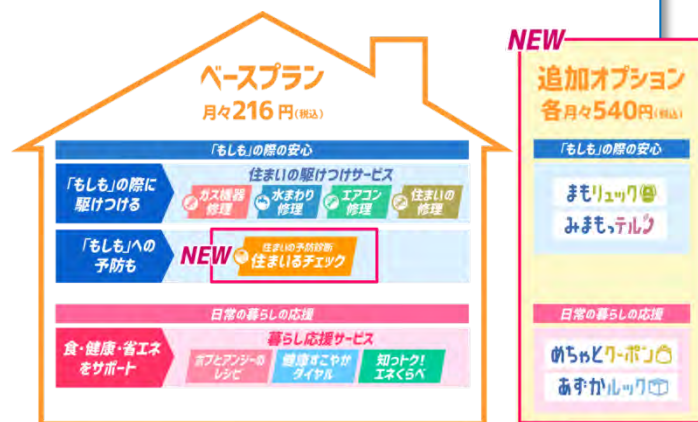 ベースプラン
月々216円(税込)
「もしも」の際の安心
「もしも」の際に
駆けつける
住まいの駆けつけサービス
ガス機器
修理
水まわり
修理
エアコン
修理
住まいの
修理
「もしも」への
予防も
NEW
住まいの予防診断
住まいるチェック
日常の暮らしの応援
食・健康・省エネ
をサポート
暮らし応援サービス
ボブとアンジーの
レシピ
健康すこやか
ダイヤル
知っトク!
エネくらべ
NEW
追加オプション
各月々540円(税込)
「もしも」の際の安心
まもリュック
みまもっテル
日常の暮らしの応援
めちゃとクーポン
あずかルック